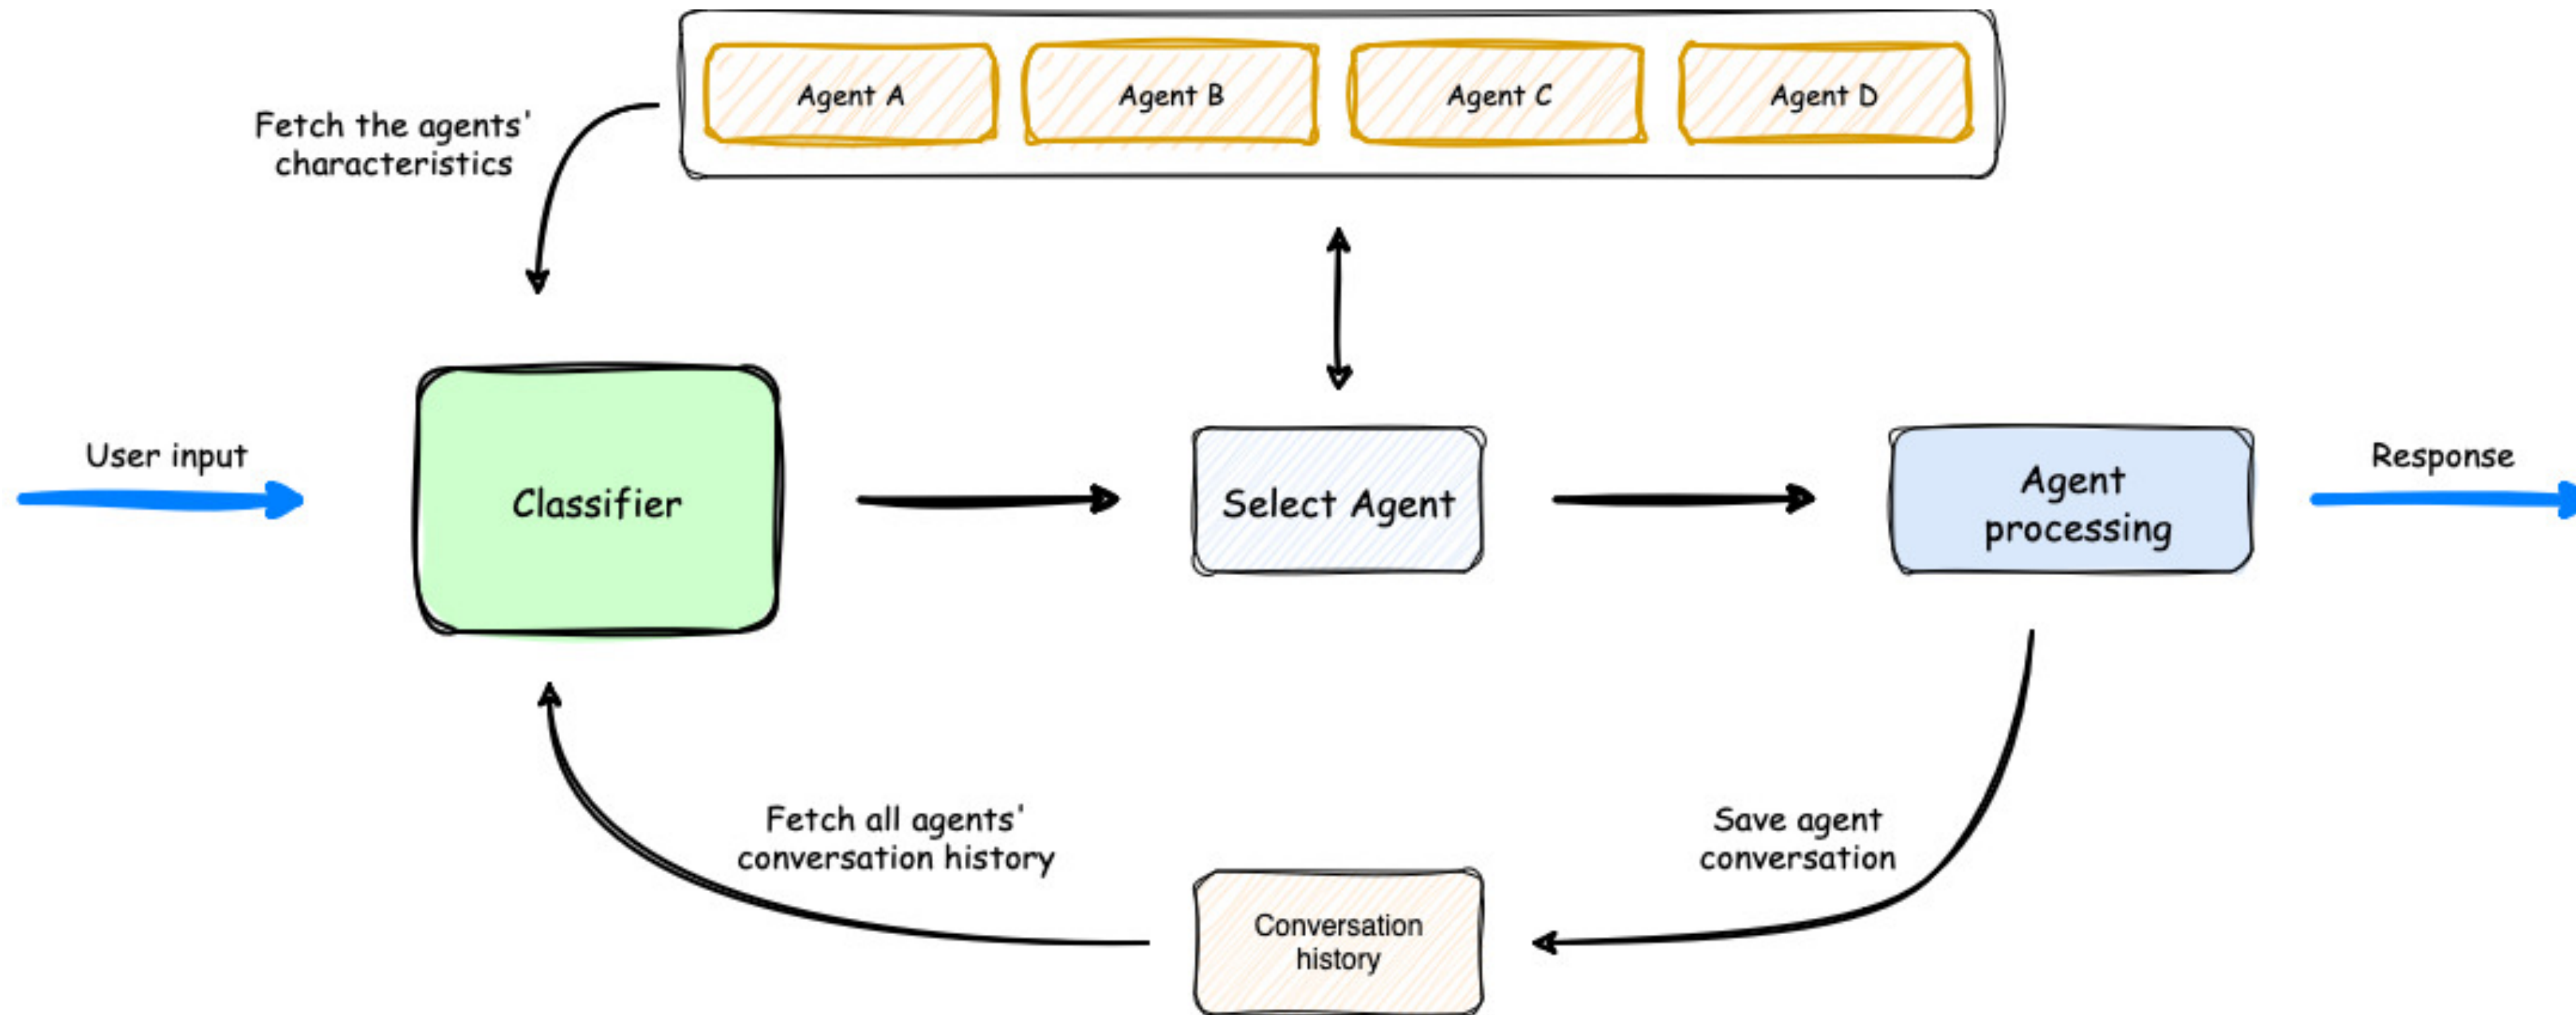 Agent A
Agent B
Agent C
Agent D
Fetch the agents'
characteristics
User input
Classifier
Select Agent
Agent
processing
Response
Fetch all agents'
conversation history
Save agent
conversation
Conversation
history